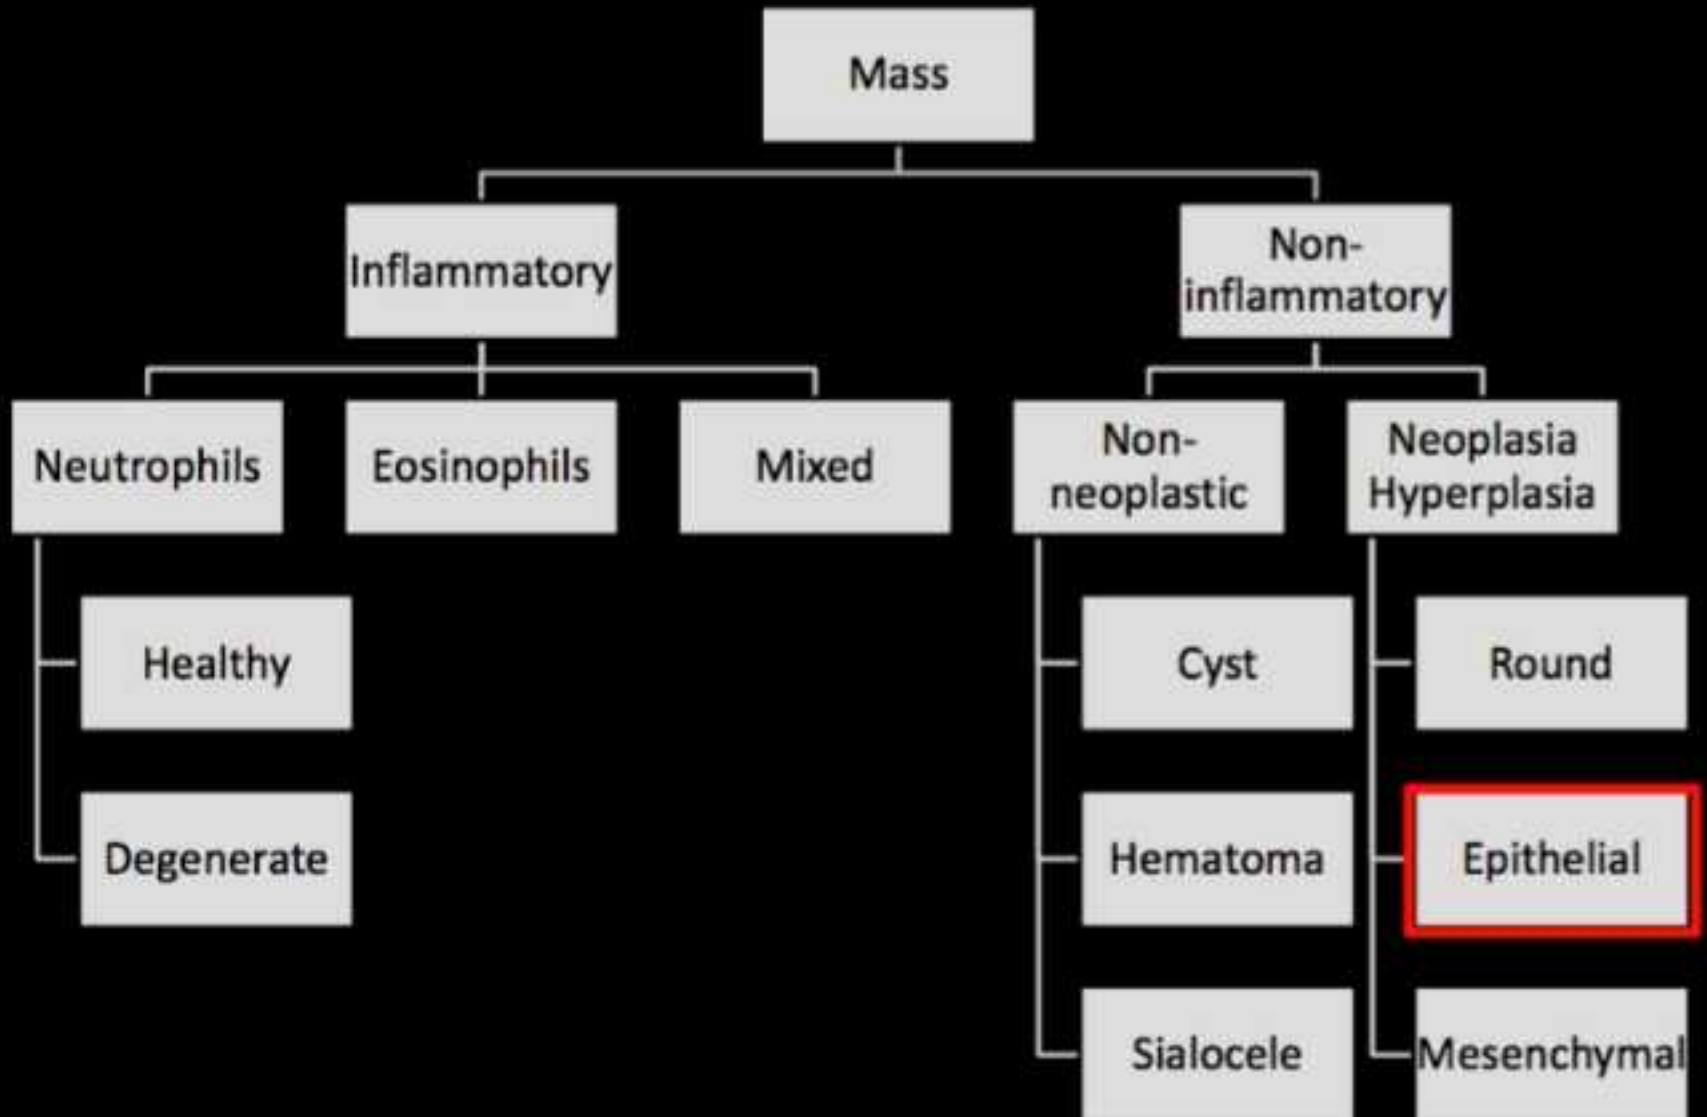 Mass
Inflammatory
Non-
inflammatory
Neutrophils
Eosinophils
Mixed
Non-
neoplastic
Neoplasia
Hyperplasia
Healthy
Cyst
Round
Degenerate
Hematoma
Epithelial
Sialocele
Mesenchymal